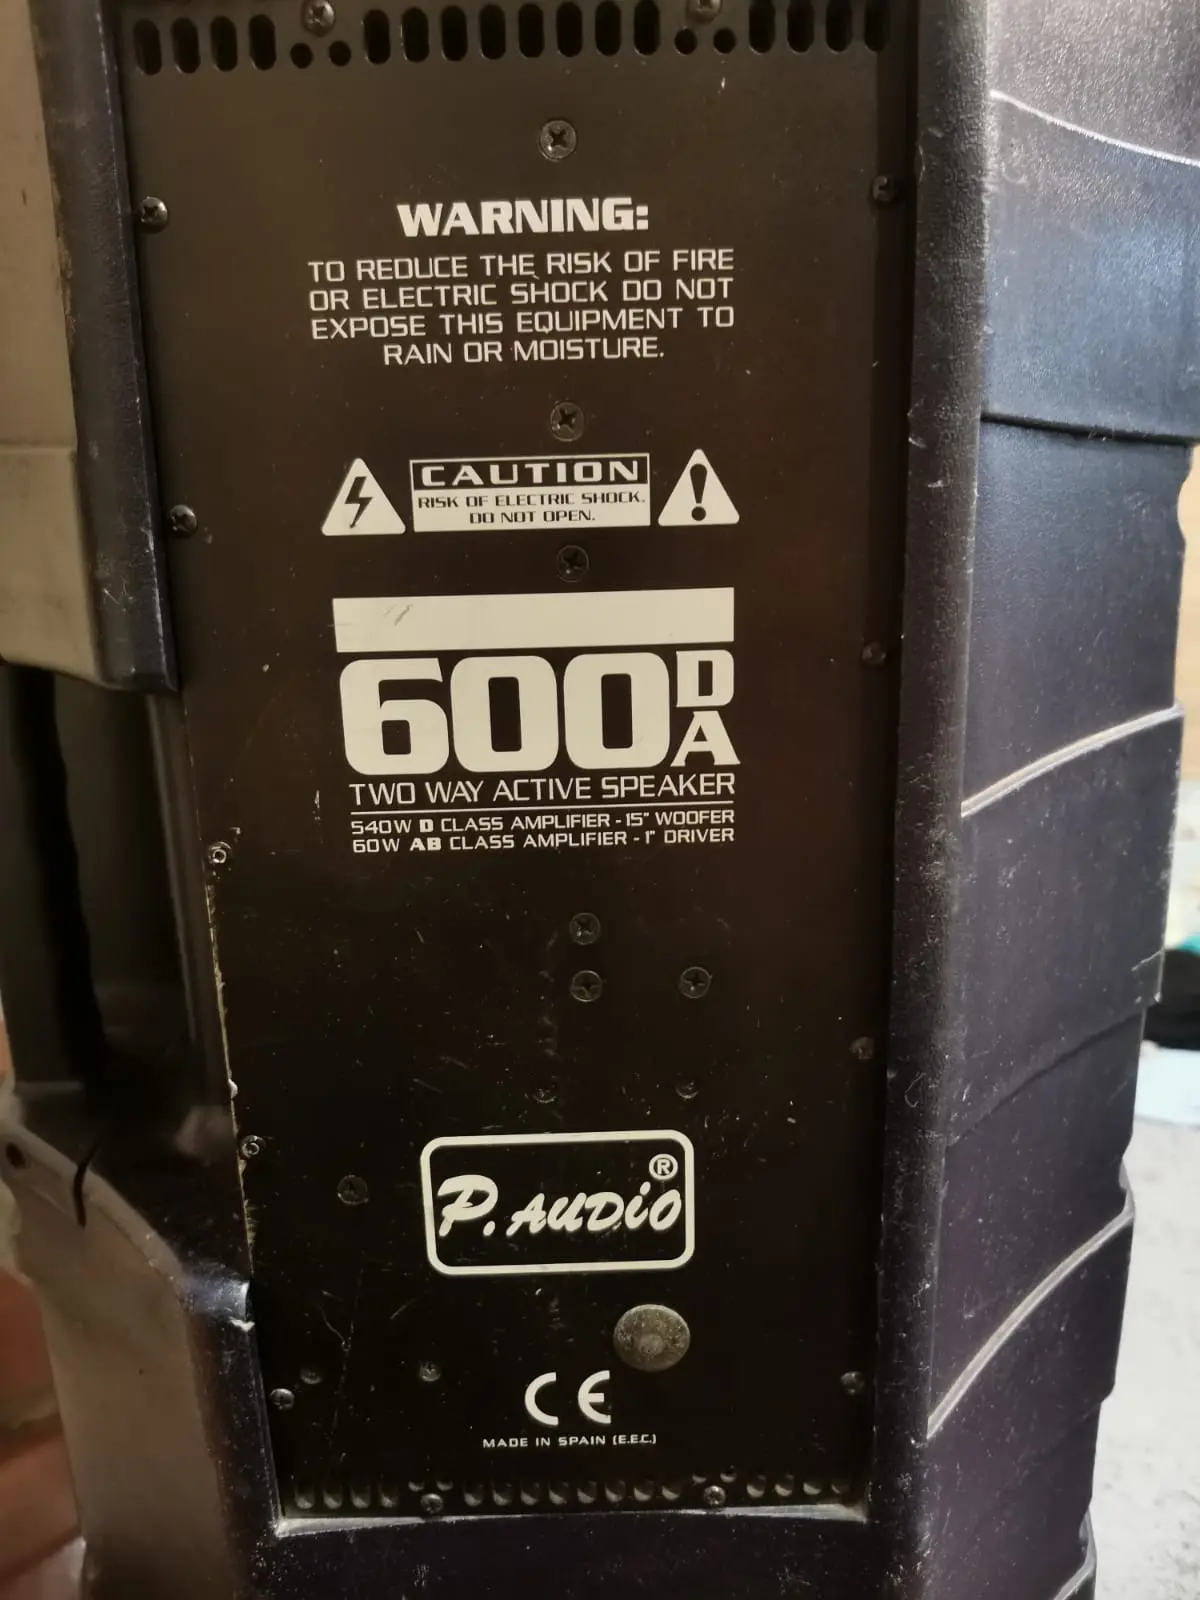 WARNING:
TO REDUCE THE RISK OF FIRE
OR ELECTRIC SHOCK DO NOT
EXPOSE THIS EQUIPMENT TO
RAIN OR MOISTURE.
CAUTION
RISK OF ELECTRIC SHOCK.
DO NOT OPEN.
600DA
TWO WAY ACTIVE SPEAKER
540W D CLASS AMPLIFIER - 15" WOOFER
60W AB CLASS AMPLIFIER - 1" DRIVER
P.AUDIO®
CE
MADE IN SPAIN (E.E.C.)